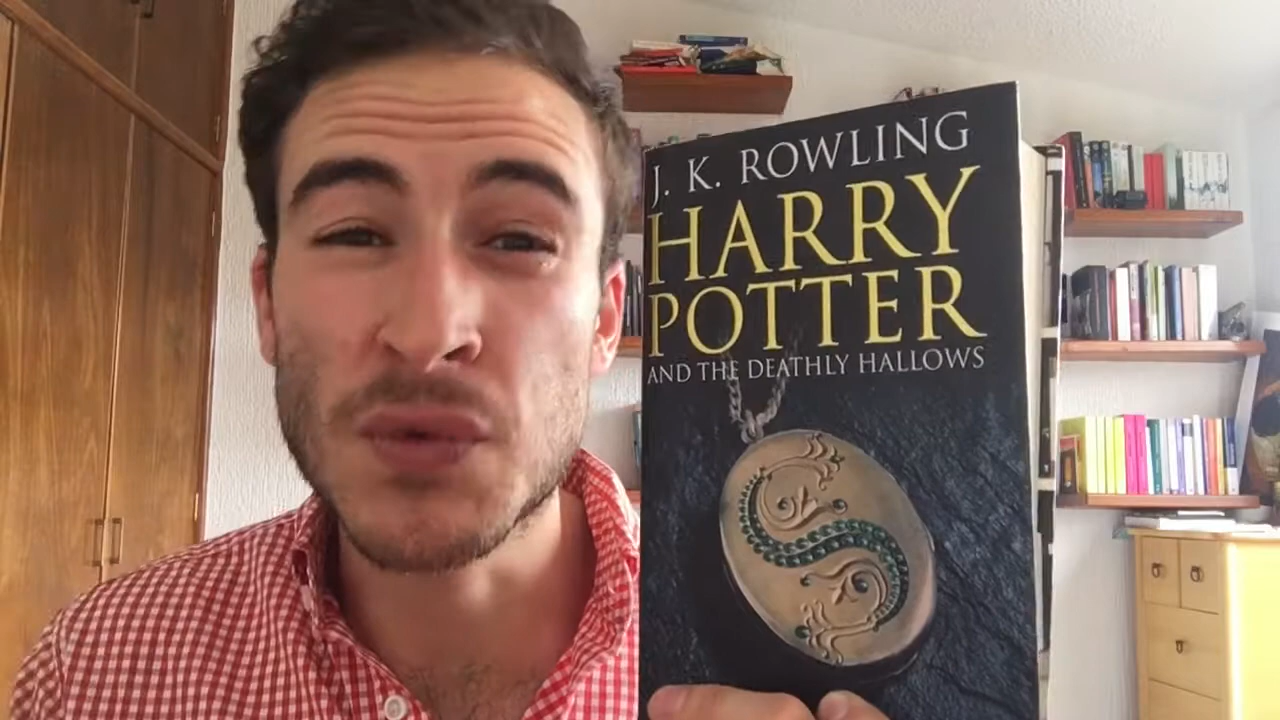 J. K. ROWLING
HARRY
POTTER
AND THE DEATHLY HALLOWS